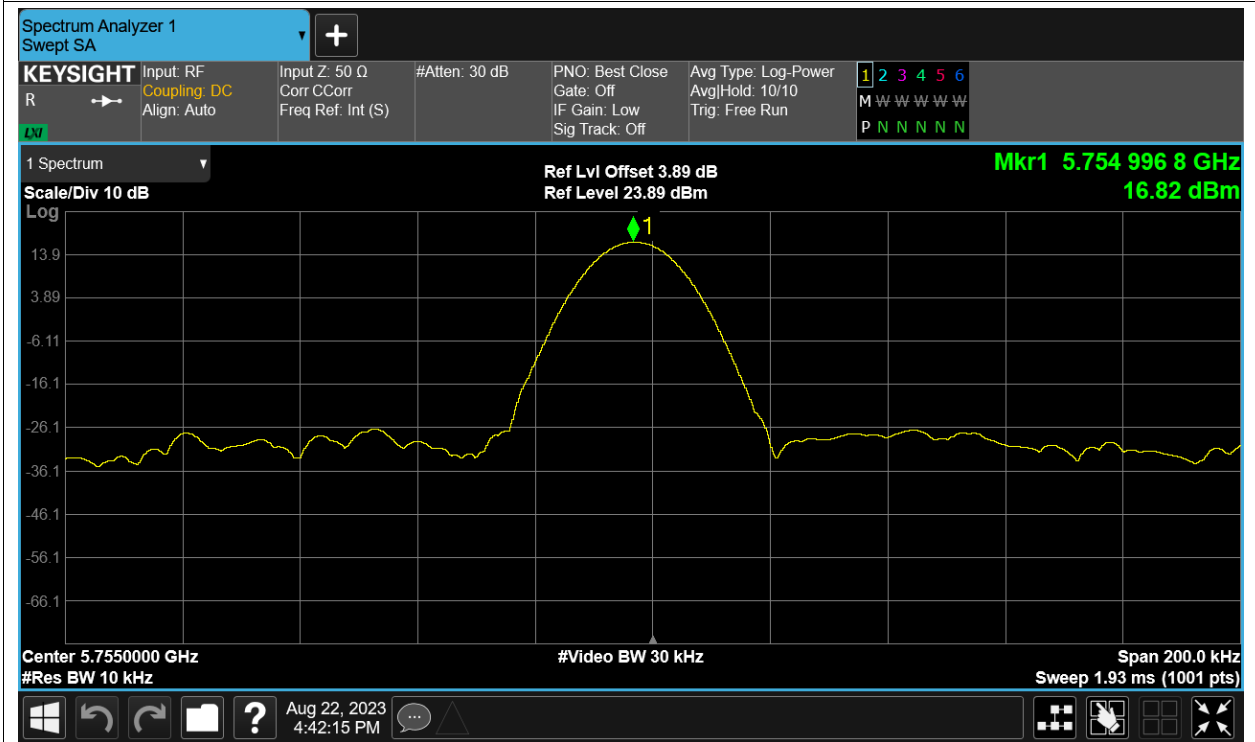 Spectrum Analyzer 1
Swept SA
+
KEYSIGHT
R
LXI
Input: RF
Coupling: DC
Align: Auto
Input Z: 50 Ω
Corr CCorr
Freq Ref: Int (S)
#Atten: 30 dB
PNO: Best Close
Gate: Off
IF Gain: Low
Sig Track: Off
Avg Type: Log-Power
Avg|Hold: 10/10
Trig: Free Run
1 2 3 4 5 6
M W W W W W
P N N N N N
1 Spectrum
Scale/Div 10 dB
Log
Ref Lvl Offset 3.89 dB
Ref Level 23.89 dBm
Mkr1 5.754 996 8 GHz
16.82 dBm
1
13.9
3.89
-6.11
-16.1
-26.1
-36.1
-46.1
-56.1
-66.1
Center 5.7550000 GHz
#Res BW 10 kHz
#Video BW 30 kHz
Span 200.0 kHz
Sweep 1.93 ms (1001 pts)
?
Aug 22, 2023
4:42:15 PM